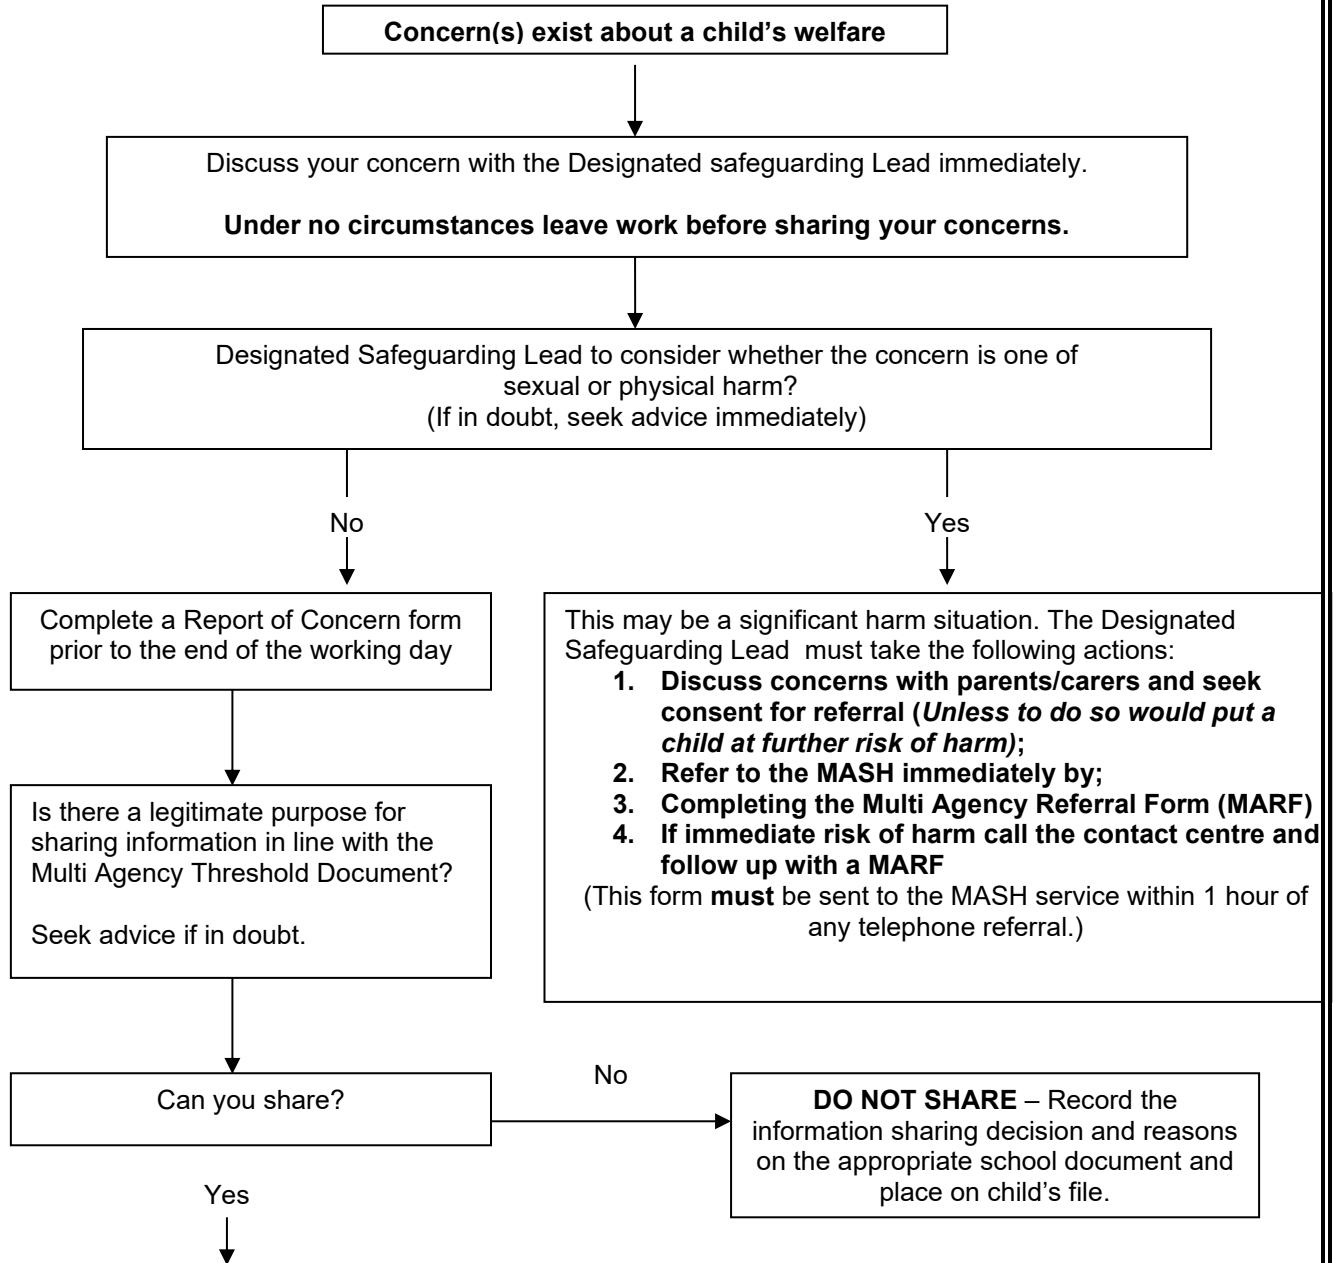 Concern(s) exist about a child’s welfare
Discuss your concern with the Designated safeguarding Lead immediately.
Under no circumstances leave work before sharing your concerns.
Designated Safeguarding Lead to consider whether the concern is one of
sexual or physical harm?
(If in doubt, seek advice immediately)
No
Yes
Complete a Report of Concern form
prior to the end of the working day
This may be a significant harm situation. The Designated
Safeguarding Lead  must take the following actions:
1. Discuss concerns with parents/carers and seek
consent for referral (Unless to do so would put a
child at further risk of harm);
2. Refer to the MASH immediately by;
3. Completing the Multi Agency Referral Form (MARF)
4. If immediate risk of harm call the contact centre and
follow up with a MARF
(This form must be sent to the MASH service within 1 hour of
any telephone referral.)
Is there a legitimate purpose for
sharing information in line with the
Multi Agency Threshold Document?
Seek advice if in doubt.
Can you share?
No
DO NOT SHARE – Record the
information sharing decision and reasons
on the appropriate school document and
place on child’s file.
Yes